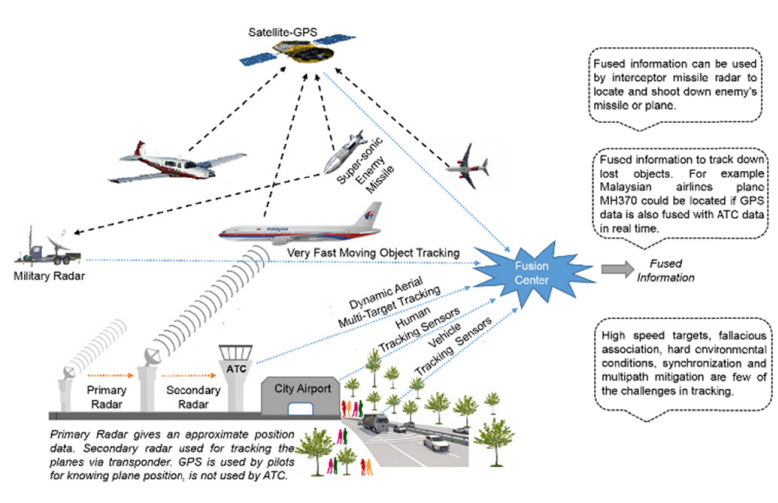 Satellite-GPS
Fused information can be used
by interceptor missile radar to
locate and shoot down enemy's
missile or plane.
Super-sonic
Enemy
Missile
Fused information to track down
lost objects. For example
Malaysian airlines plane
MH370 could be located if GPS
data is also fused with ATC data
in real time.
malaysia
Military Radar
Very Fast Moving Object Tracking
Fusion
Center
Fused
Information
Dynamic Aerial
Multi-Target Tracking
Human
Tracking Sensors
Vehicle
Tracking Sensors
High speed targets, fallacious
association, hard environmental
conditions, synchronization and
multipath mitigation are few of
the challenges in tracking.
ATC
Primary
Radar
Secondary
Radar
City Airport
Primary Radar gives an approximate position
data. Secondary radar used for tracking the
planes via transponder. GPS is used by pilots
for knowing plane position, is not used by ATC.